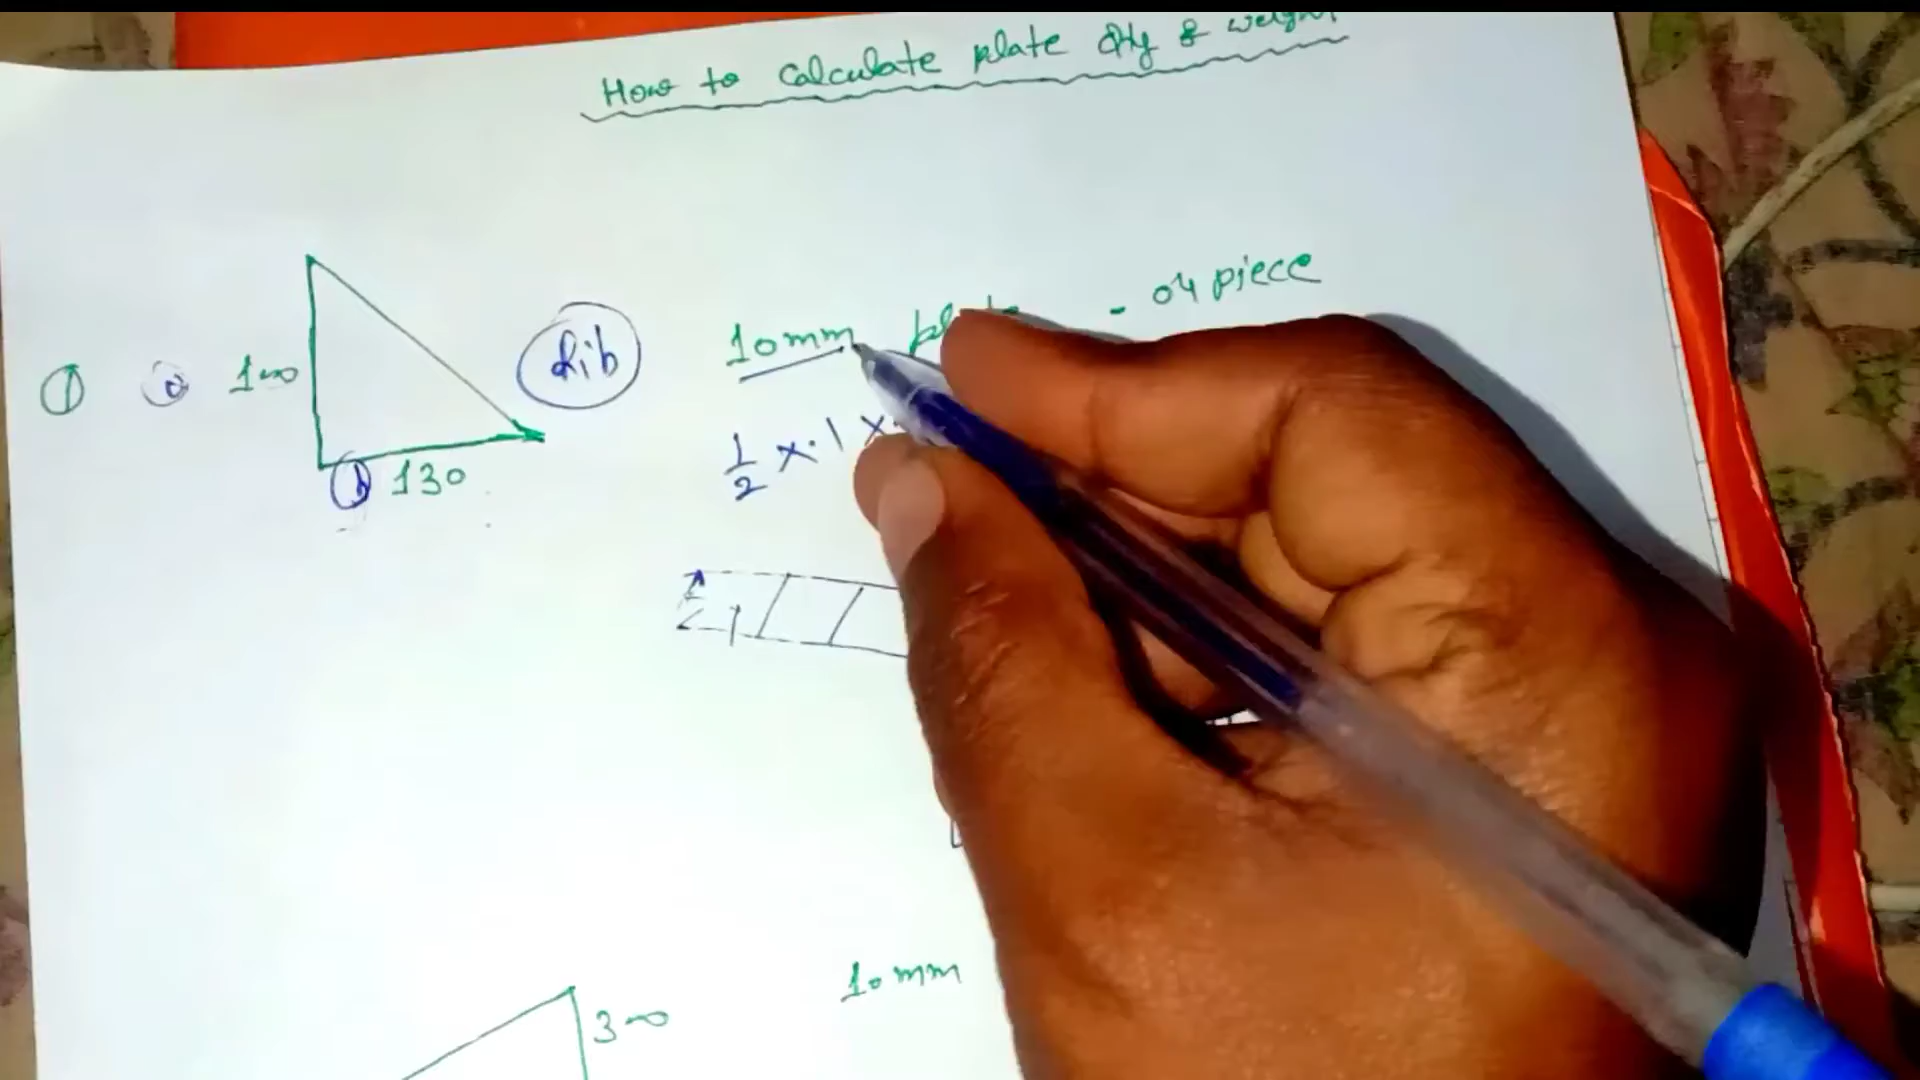 How to Calculate plate Qty & weight
① ⓐ 100
Rib
10mm - 04 piece
ⓑ 130
1/2 x .1 x
10mm
300